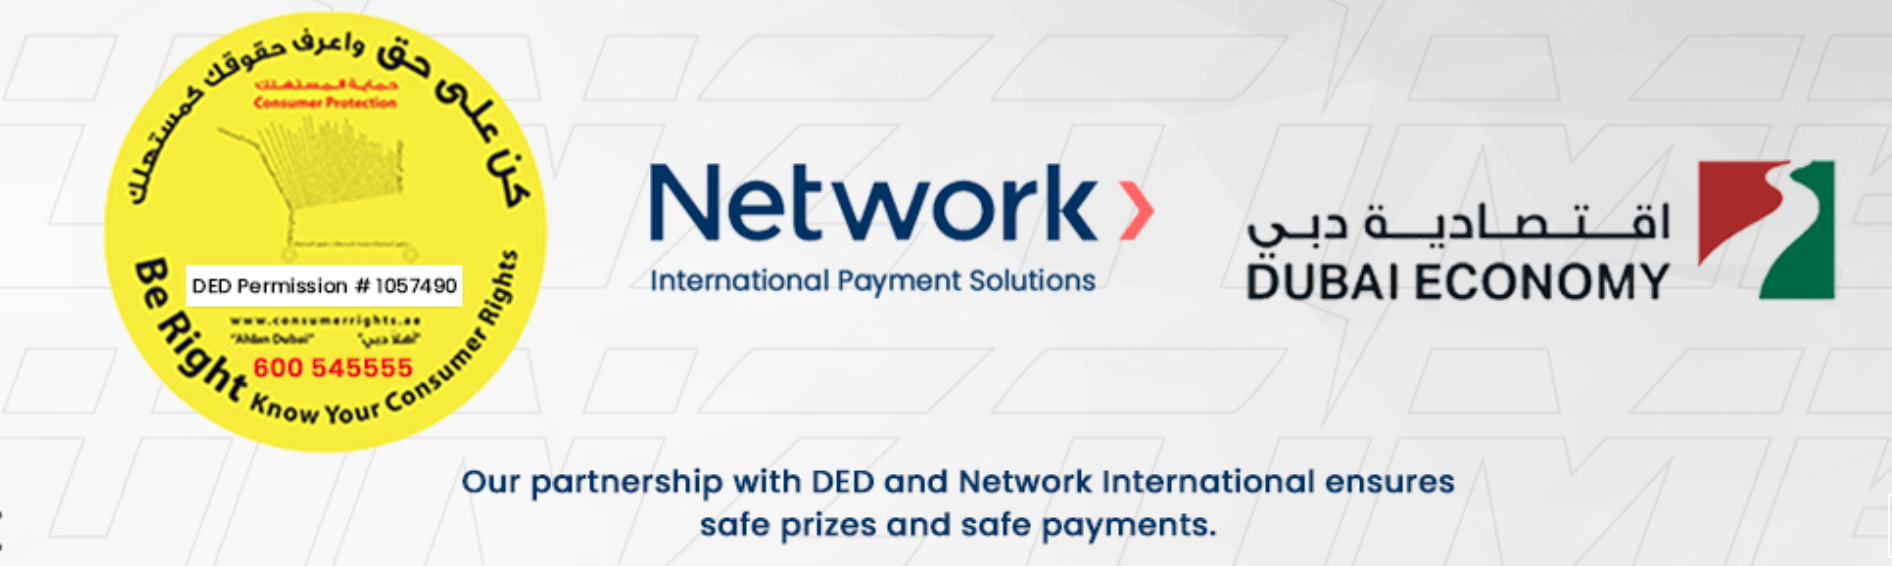 كن على حق واعرف حقوقك كمستهلك
حماية المستهلك
Consumer Protection
DED Permission # 1057490
www.consumerrights.ae
"Ahlan Dubai" "أهلاً دبي"
600 545555
Be Right Know Your Consumer Rights
Network
International Payment Solutions
اقتصادية دبي
DUBAI ECONOMY
Our partnership with DED and Network International ensures
safe prizes and safe payments.